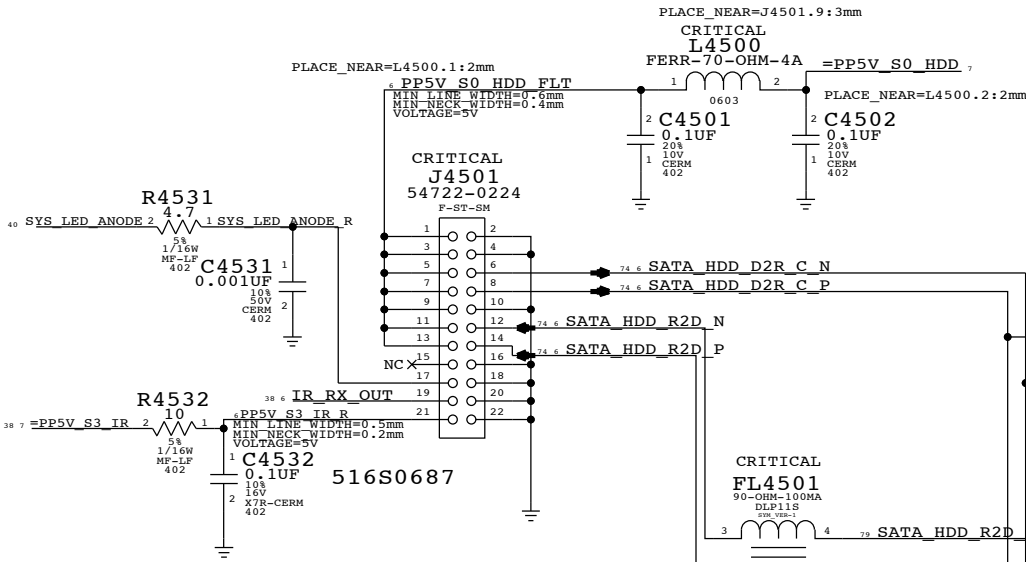 PLACE_NEAR=J4501.9:3mm
CRITICAL
L4500
FERR-70-OHM-4A
PLACE_NEAR=L4500.1:2mm
=PP5V_S0_HDD 7
6 PP5V_S0_HDD_FLT
1 2
MIN_LINE_WIDTH=0.6mm
MIN_NECK_WIDTH=0.4mm
VOLTAGE=5V
0603
PLACE_NEAR=L4500.2:2mm
2 C4501
0.1UF
20%
1 10V
CERM
402
2 C4502
0.1UF
20%
1 10V
CERM
402
CRITICAL
J4501
54722-0224
F-ST-SM
R4531
4.7
40 SYS_LED_ANODE 2 1 SYS_LED_ANODE_R
5%
1/16W
MF-LF
402
C4531 1
0.001UF
10%
50V
CERM 2
402
1 2
3 4
5 6
7 8
9 10
11 12
13 14
NC 15 16
17 18
19 20
21 22
74 6 SATA_HDD_D2R_C_N
74 6 SATA_HDD_D2R_C_P
74 6 SATA_HDD_R2D_N
74 6 SATA_HDD_R2D_P
38 6 IR_RX_OUT
R4532
10
38 7 =PP5V_S3_IR 2 1
5%
1/16W
MF-LF
402
6 PP5V_S3_IR_R
MIN_LINE_WIDTH=0.5mm
MIN_NECK_WIDTH=0.2mm
VOLTAGE=5V
1 C4532
0.1UF
10%
2 16V
X7R-CERM
402
516S0687
CRITICAL
FL4501
90-OHM-100MA
DLP11S
SYM_VER-1
3 4
79 SATA_HDD_R2D_